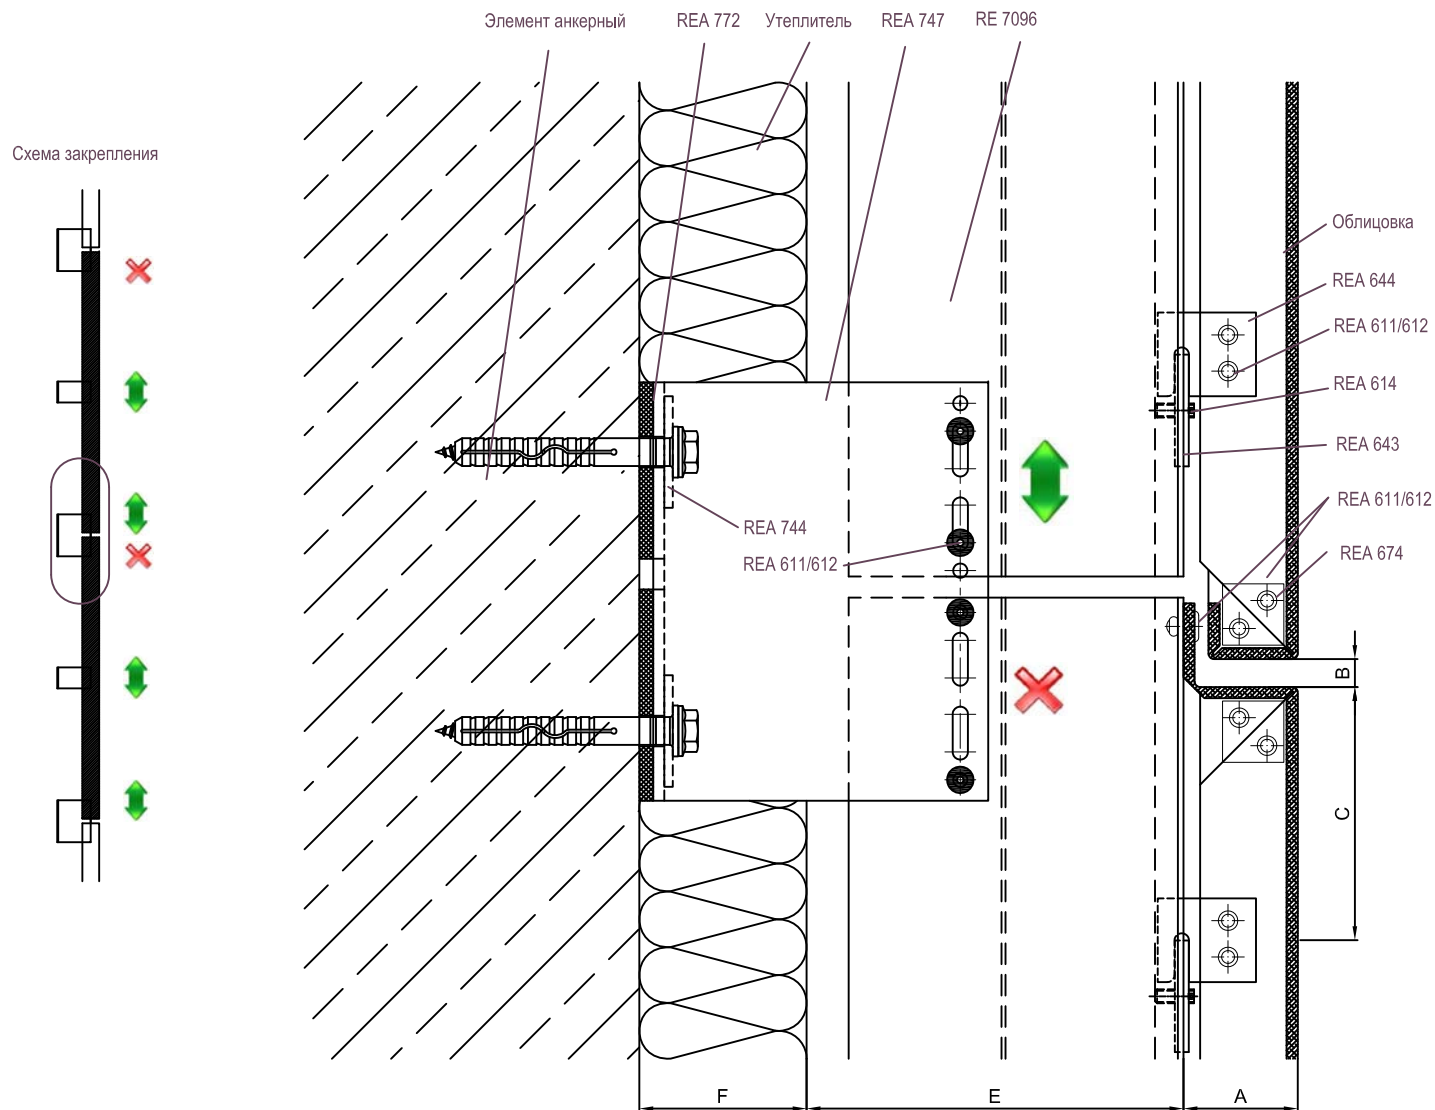 Элемент анкерный
REA 772
Утеплитель
REA 747
RE 7096
Схема закрепления
Облицовка
REA 644
REA 611/612
REA 614
REA 643
REA 611/612
REA 744
REA 611/612
REA 674
B
C
F
E
A